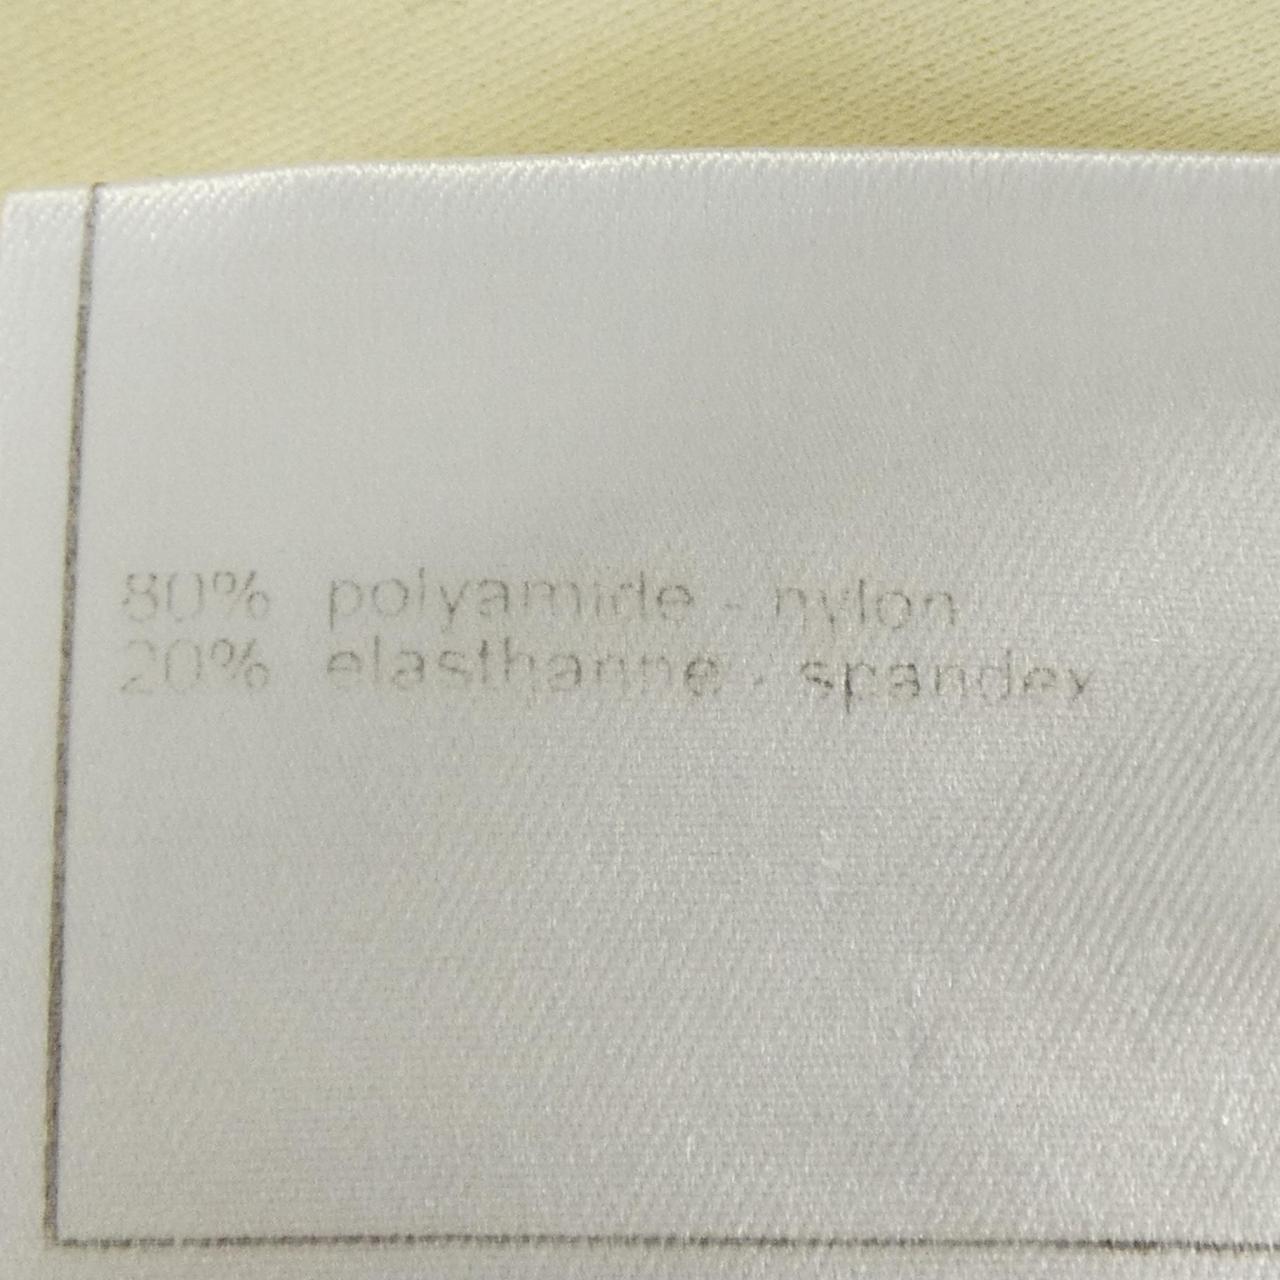 80% polyamide - nylon
20% elasthanne - spandex